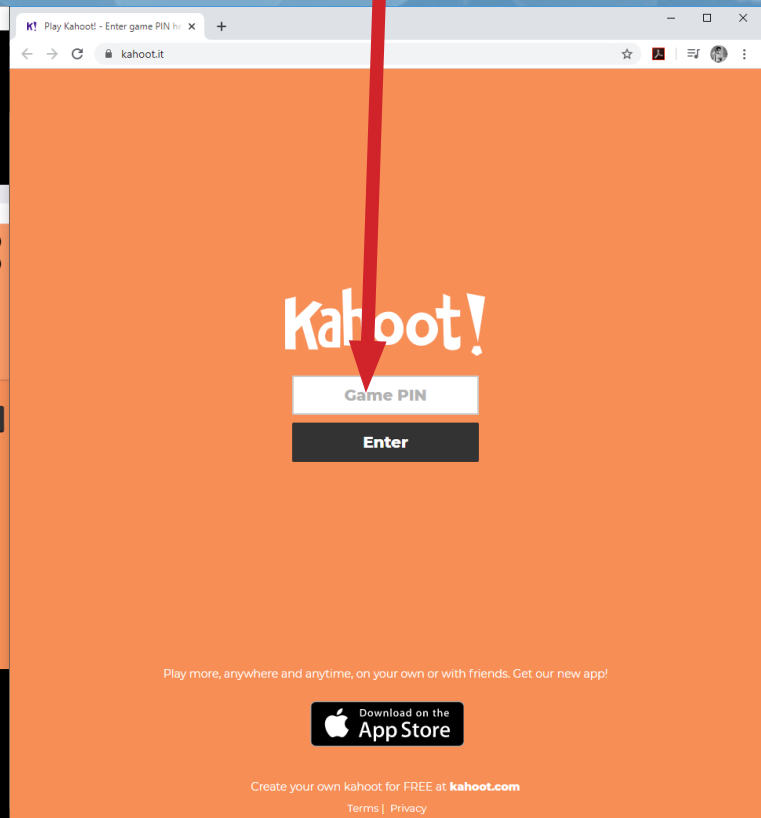 K! Play Kahoot! - Enter game PIN he
kahoot.it
Kahoot!
Game PIN
Enter
Play more, anywhere and anytime, on your own or with friends. Get our new app!
Download on the
App Store
Create your own kahoot for FREE at kahoot.com
Terms | Privacy